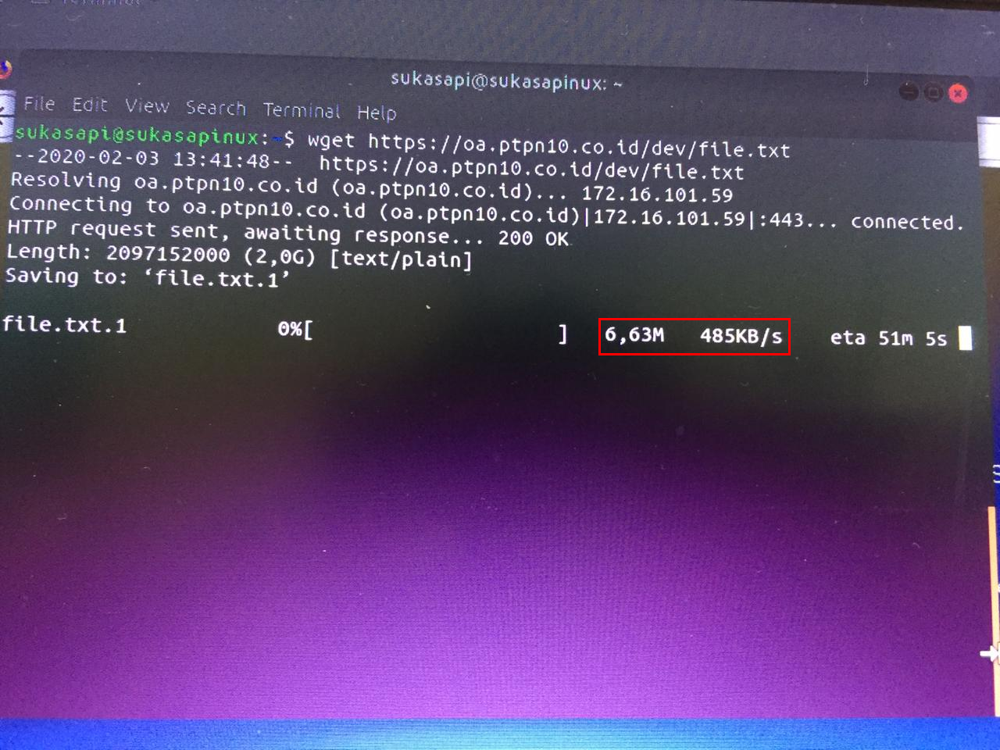 Terminal
sukasapi@sukasapinux: ~
File Edit View Search Terminal Help
sukasapi@sukasapinux:~$ wget https://oa.ptpn10.co.id/dev/file.txt
--2020-02-03 13:41:48--  https://oa.ptpn10.co.id/dev/file.txt
Resolving oa.ptpn10.co.id (oa.ptpn10.co.id)... 172.16.101.59
Connecting to oa.ptpn10.co.id (oa.ptpn10.co.id)|172.16.101.59|:443... connected.
HTTP request sent, awaiting response... 200 OK
Length: 2097152000 (2,0G) [text/plain]
Saving to: ‘file.txt.1’
file.txt.1 0%[ ] 6,63M 485KB/s eta 51m 5s